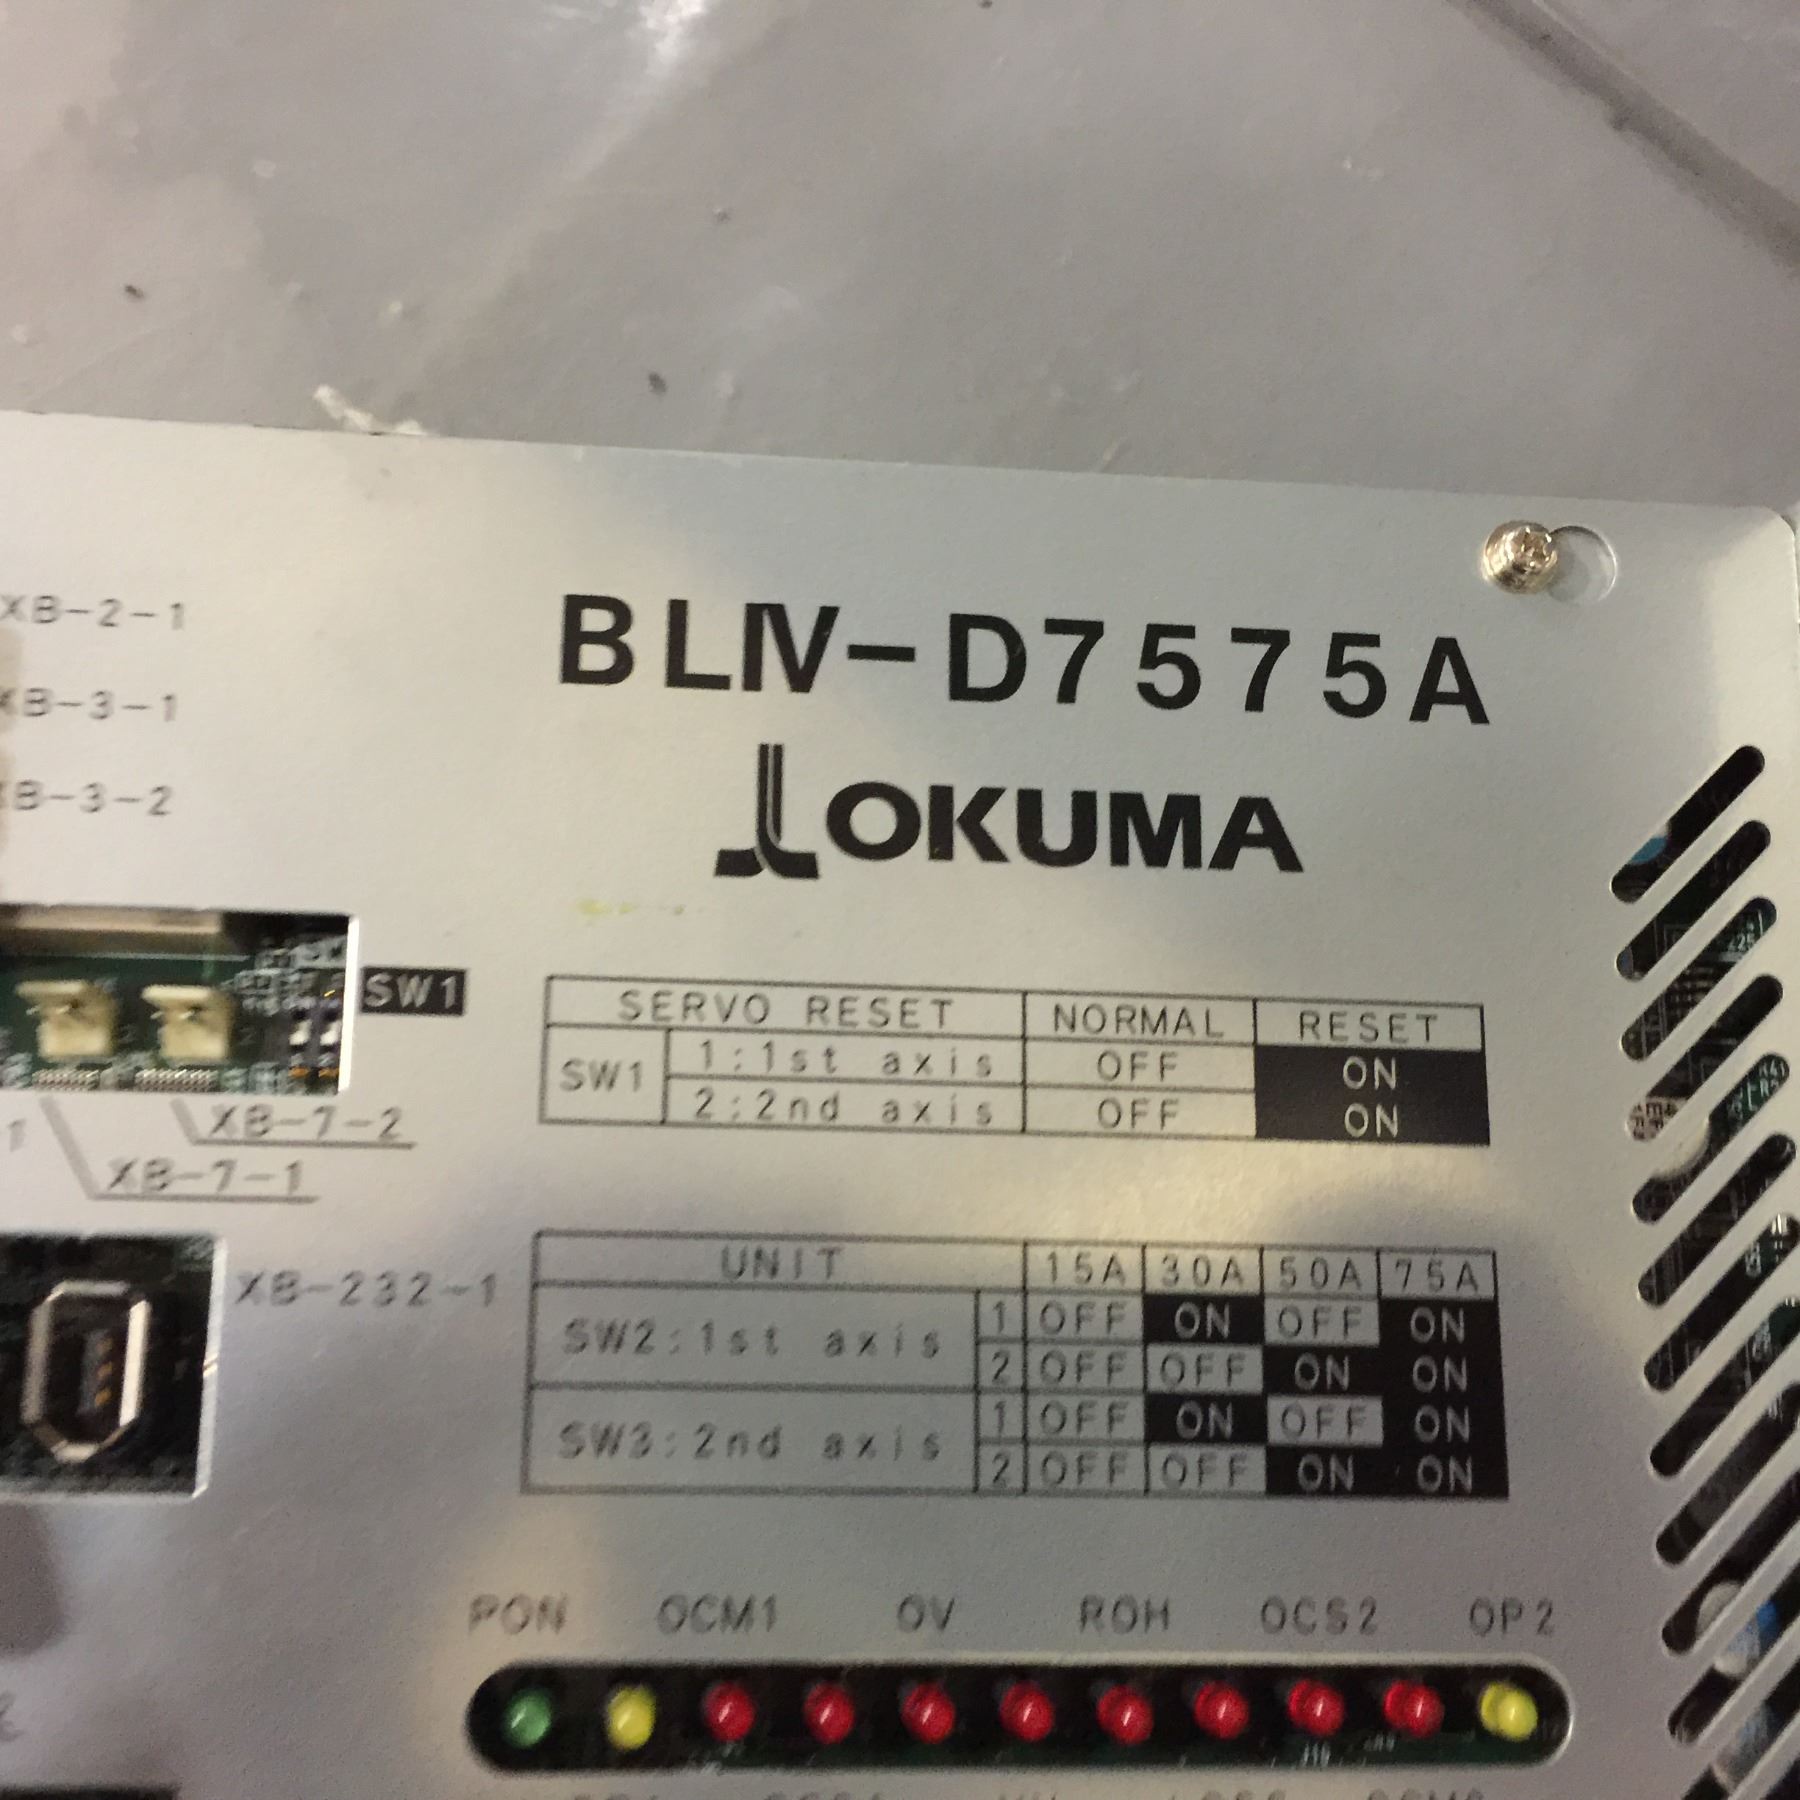 BLIV-D7575A
OKUMA
XB-2-1
XB-3-1
XB-3-2
SW1
XB-7-2
XB-7-1
XB-232-1
SERVO RESET NORMAL RESET
SW1 1:1st axis OFF ON
2:2nd axis OFF ON
UNIT 15A 30A 50A 75A
SW2:1st axis 1 OFF ON OFF ON
2 OFF OFF ON ON
SW3:2nd axis 1 OFF ON OFF ON
2 OFF OFF ON ON
PON OCM1 OV ROH OCS2 OP2